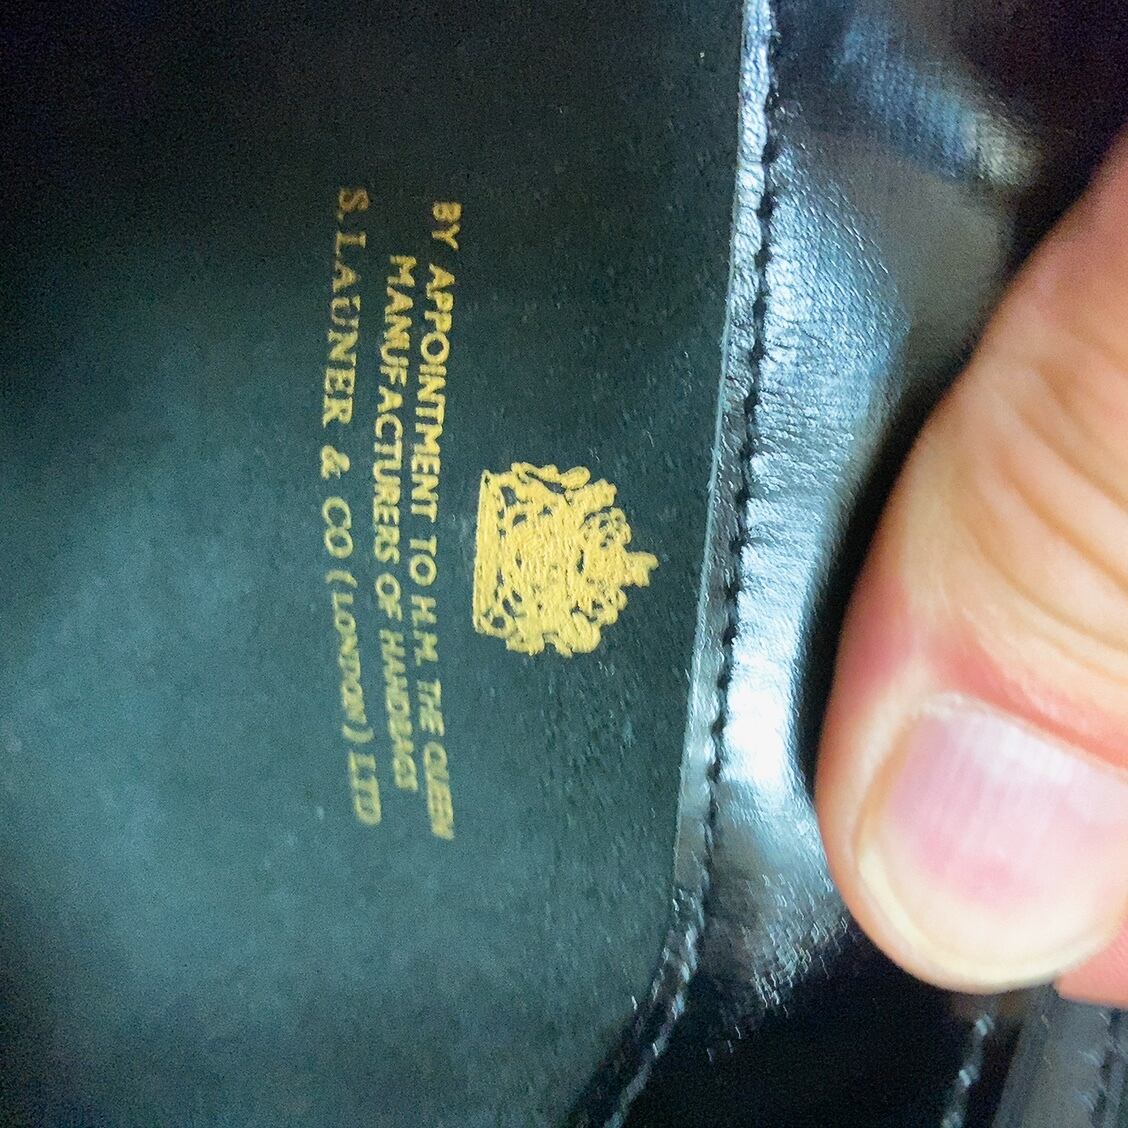 BY APPOINTMENT TO H.M. THE QUEEN
MANUFACTURERS OF HANDBAGS
S. LAUNER & CO (LONDON) LTD